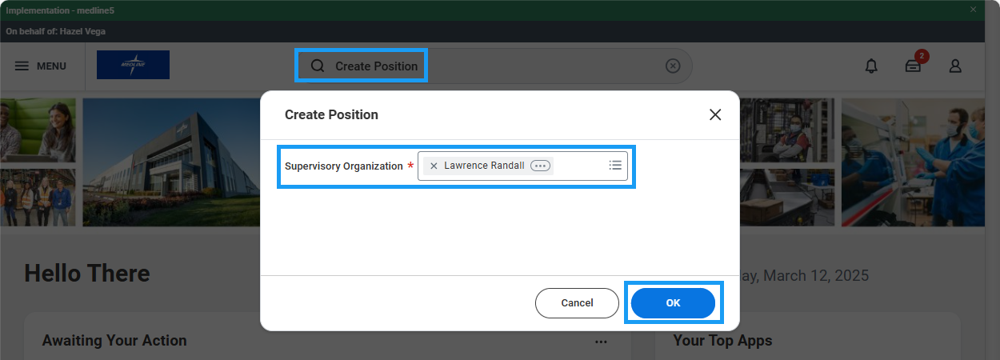 Implementation - medline5
On behalf of: Hazel Vega
MENU
MEDLINE
Create Position
2
Create Position
Supervisory Organization *
Lawrence Randall
Cancel
OK
Hello There
ay, March 12, 2025
Awaiting Your Action
Your Top Apps